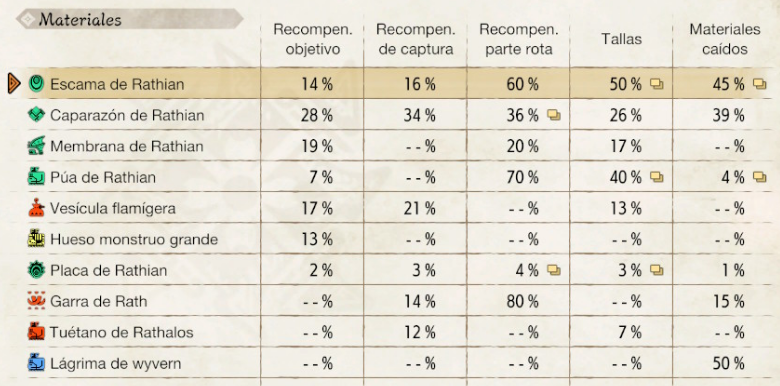 Materiales
Recompen. objetivo Recompen. de captura Recompen. parte rota Tallas Materiales caídos
Escama de Rathian 14 % 16 % 60 % 50 % 45 %
Caparazón de Rathian 28 % 34 % 36 % 26 % 39 %
Membrana de Rathian 19 % - - % 20 % 17 % - - %
Púa de Rathian 7 % - - % 70 % 40 % 4 %
Vesícula flamígera 17 % 21 % - - % 13 % - - %
Hueso monstruo grande 13 % - - % - - % - - % - - %
Placa de Rathian 2 % 3 % 4 % 3 % 1 %
Garra de Rath - - % 14 % 80 % - - % 15 %
Tuétano de Rathalos - - % 12 % - - % 7 % - - %
Lágrima de wyvern - - % - - % - - % - - % 50 %